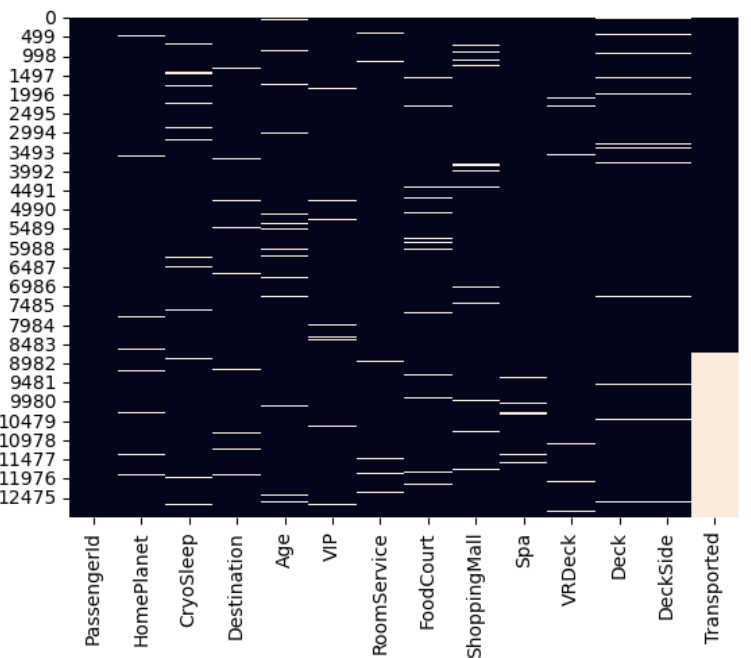 0
499
998
1497
1996
2495
2994
3493
3992
4491
4990
5489
5988
6487
6986
7485
7984
8483
8982
9481
9980
10479
10978
11477
11976
12475
PassengerId
HomePlanet
CryoSleep
Destination
Age
VIP
RoomService
FoodCourt
ShoppingMall
Spa
VRDeck
Deck
DeckSide
Transported